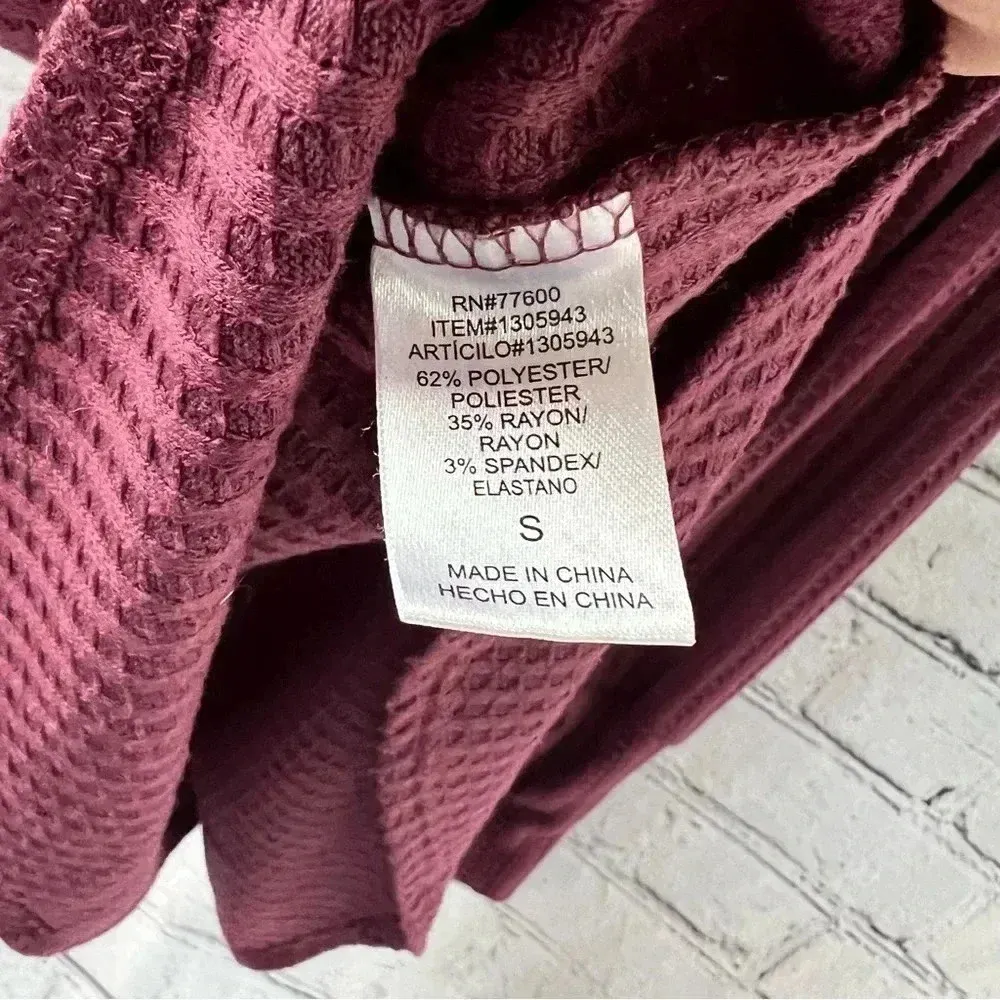 RN#77600
ITEM#1305943
ARTÍCILO#1305943
62% POLYESTER/
POLIESTER
35% RAYON/
RAYON
3% SPANDEX/
ELASTANO
S
MADE IN CHINA
HECHO EN CHINA